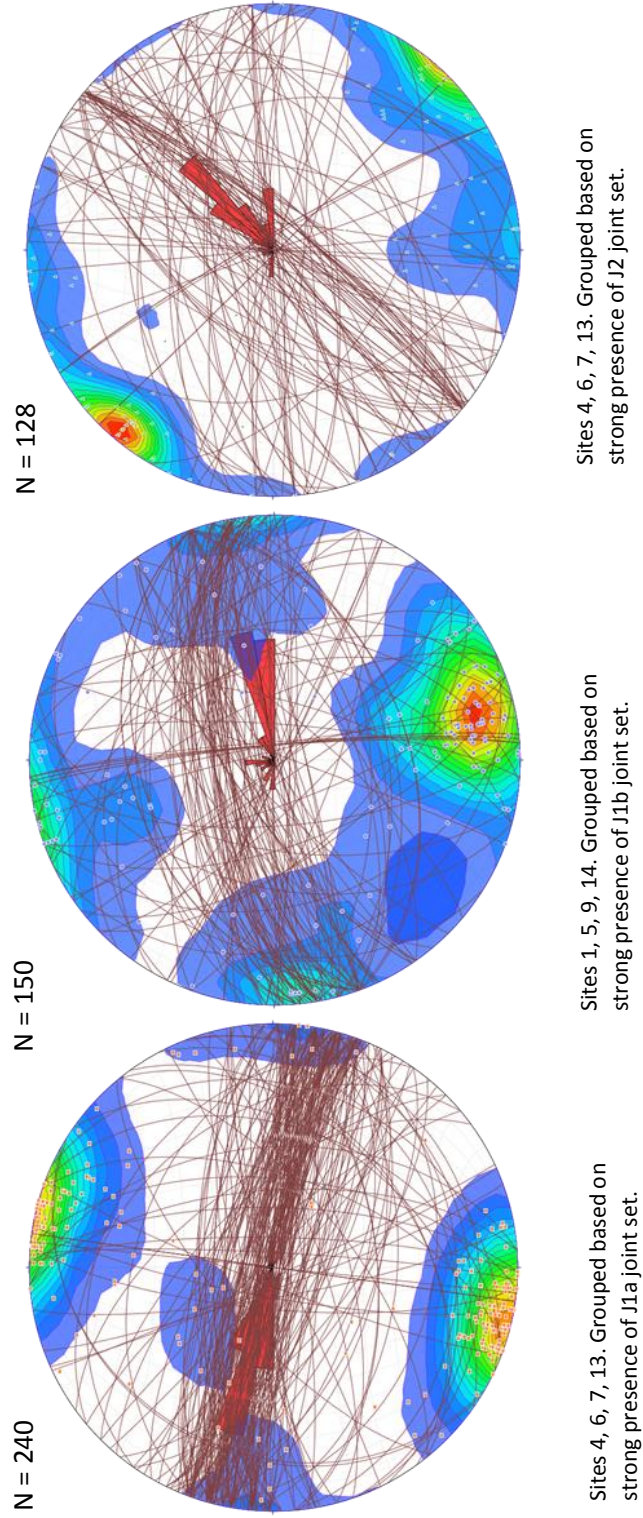 N = 240
Sites 4, 6, 7, 13. Grouped based on
strong presence of J1a joint set.
N = 150
Sites 1, 5, 9, 14. Grouped based on
strong presence of J1b joint set.
N = 128
Sites 4, 6, 7, 13. Grouped based on
strong presence of J2 joint set.